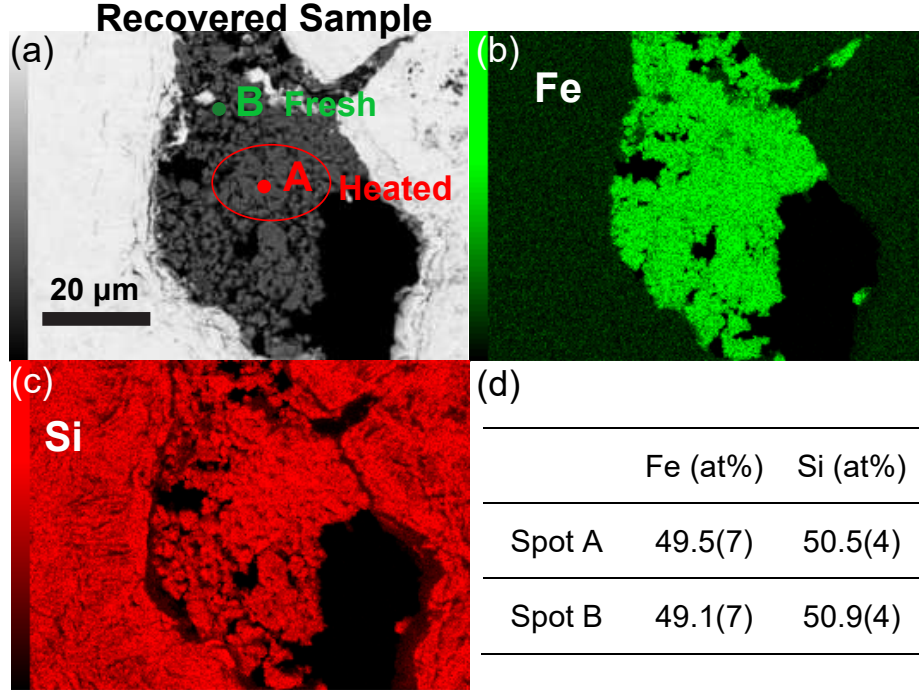 Recovered Sample
(a)
B Fresh
A Heated
20 µm
(b)
Fe
(c)
Si
(d)
Fe (at%) Si (at%)
Spot A 49.5(7) 50.5(4)
Spot B 49.1(7) 50.9(4)